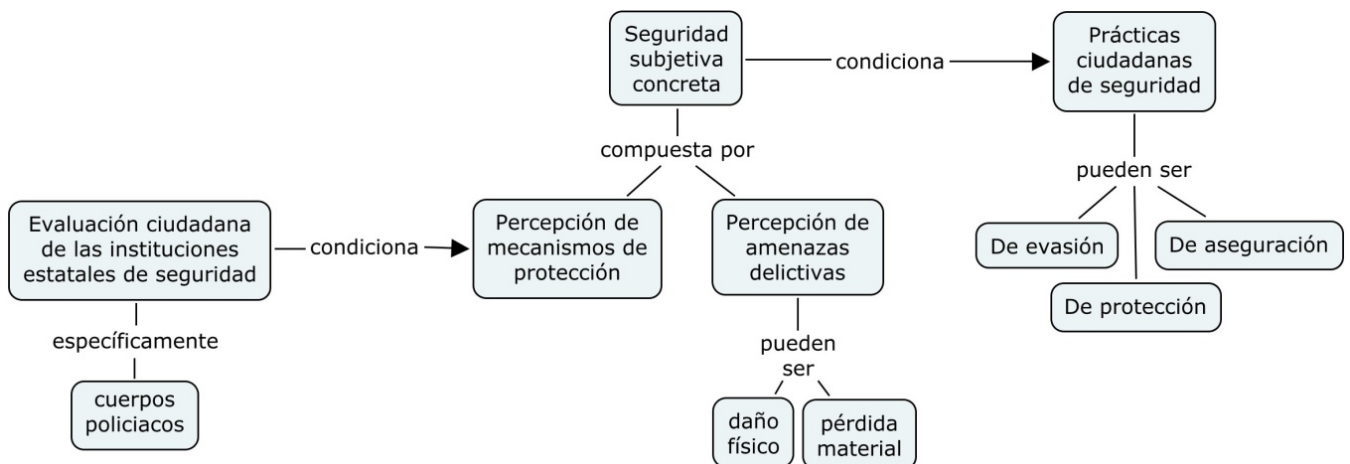 Seguridad
subjetiva
concreta
condiciona
Prácticas
ciudadanas
de seguridad
compuesta por
pueden ser
Evaluación ciudadana
de las instituciones
estatales de seguridad
condiciona
Percepción de
mecanismos de
protección
Percepción de
amenazas
delictivas
De evasión
De aseguración
De protección
específicamente
pueden
ser
cuerpos
policiacos
daño
físico
pérdida
material